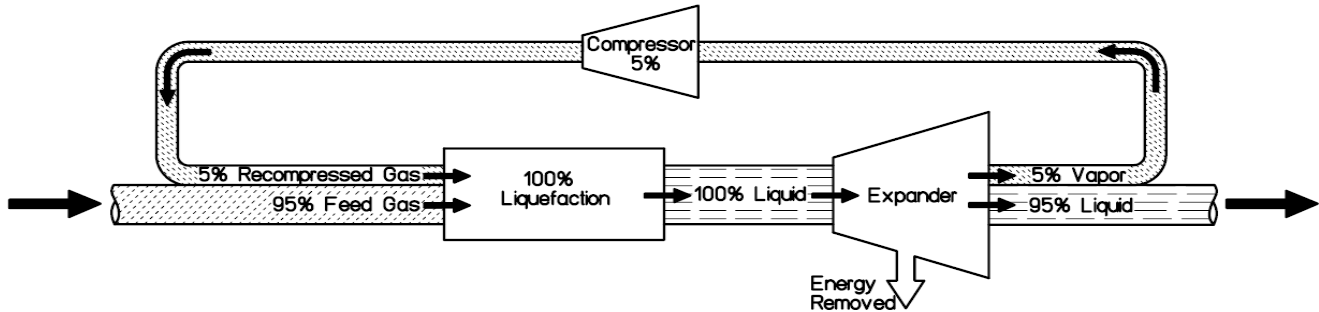 Compressor
5%
5% Recompressed Gas
95% Feed Gas
100%
Liquefaction
100% Liquid
Expander
5% Vapor
95% Liquid
Energy
Removed